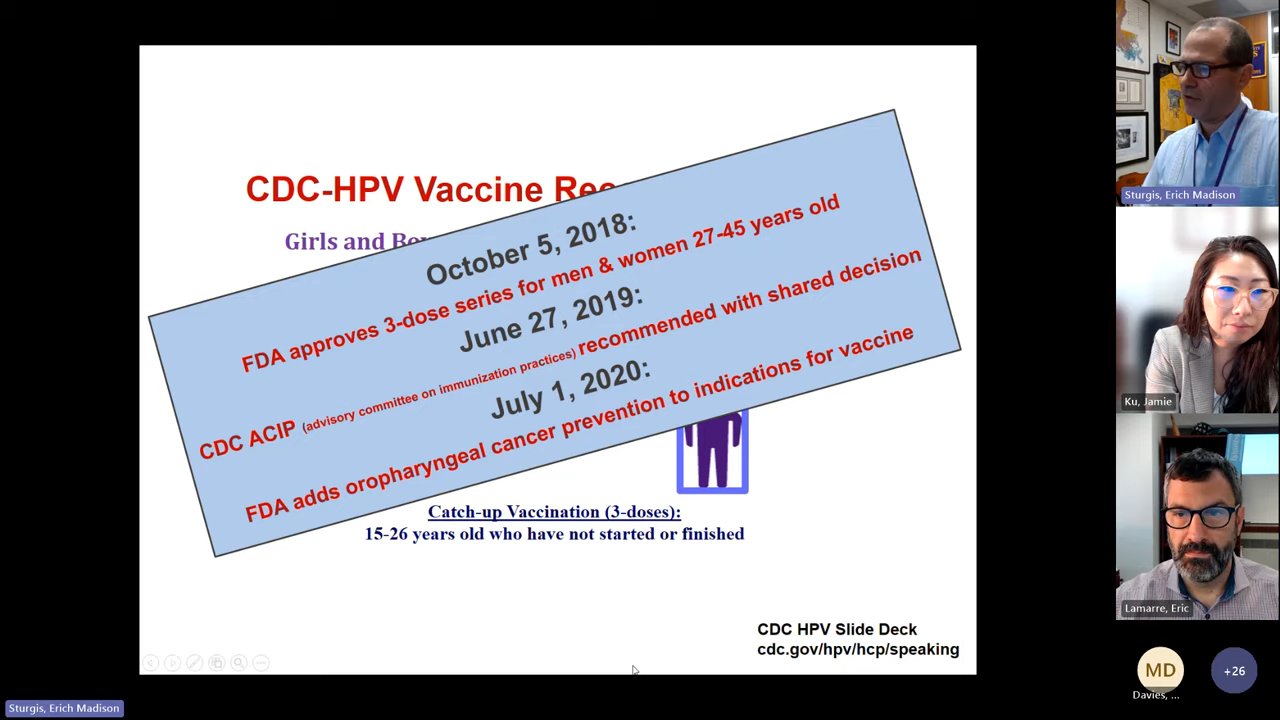 CDC-HPV Vaccine
Girls and
October 5, 2018:
FDA approves 3-dose series for men & women 27-45 years old
June 27, 2019:
CDC ACIP (advisory committee on immunization practices) recommended with shared decision
July 1, 2020:
FDA adds oropharyngeal cancer prevention to indications for vaccine
Catch-up Vaccination (3-doses):
15-26 years old who have not started or finished
CDC HPV Slide Deck
cdc.gov/hpv/hcp/speaking
Sturgis, Erich Madison
Ku, Jamie
Lamarre, Eric
MD
Davies, ...
+26
Sturgis, Erich Madison